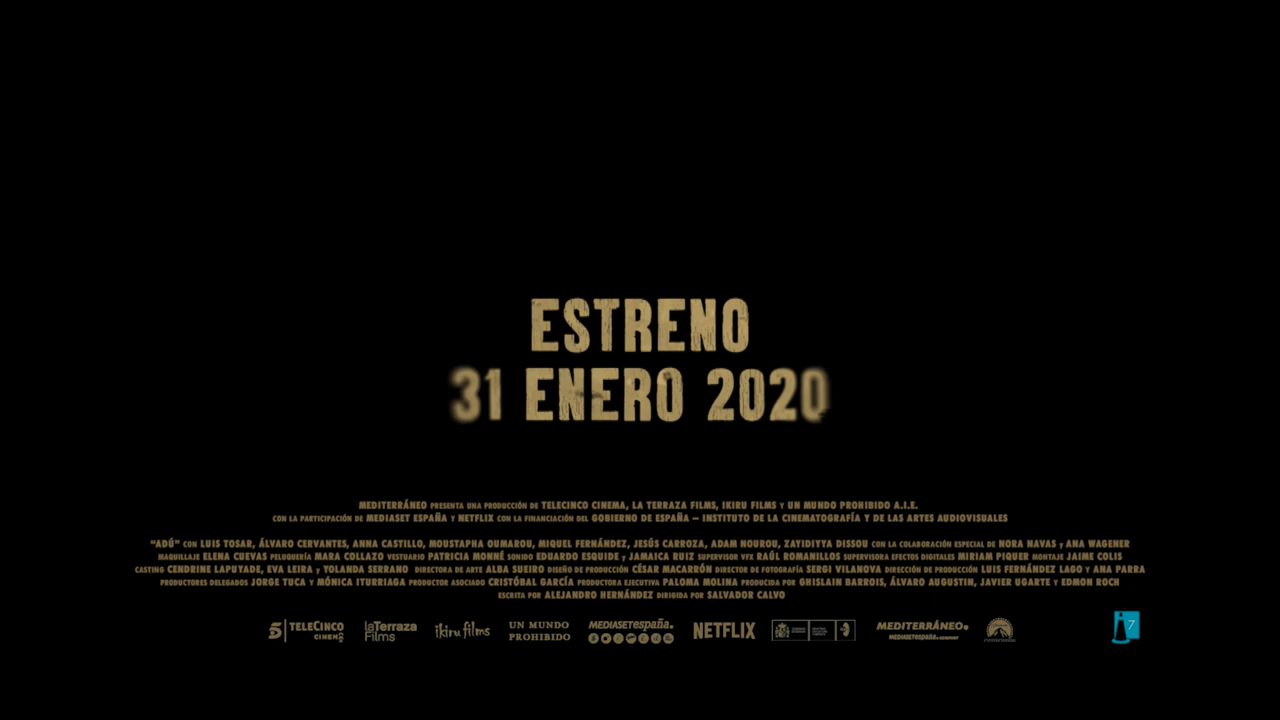 ESTRENO
31 ENERO 2020
MEDITERRÁNEO PRESENTA UNA PRODUCCIÓN DE TELECINCO CINEMA, LA TERRAZA FILMS, IKIRU FILMS Y UN MUNDO PROHIBIDO A.I.E.
CON LA PARTICIPACIÓN DE MEDIASET ESPAÑA Y NETFLIX CON LA FINANCIACIÓN DEL GOBIERNO DE ESPAÑA – INSTITUTO DE LA CINEMATOGRAFÍA Y DE LAS ARTES AUDIOVISUALES
"ADÚ" CON LUIS TOSAR, ÁLVARO CERVANTES, ANNA CASTILLO, MOUSTAPHA OUMAROU, MIQUEL FERNÁNDEZ, JESÚS CARROZA, ADAM NOUROU, ZAYIDIYYA DISSOU CON LA COLABORACIÓN ESPECIAL DE NORA NAVAS y ANA WAGENER
MAQUILLAJE ELENA CUEVAS PELUQUERÍA MARA COLLAZO VESTUARIO PATRICIA MONNÉ SONIDO EDUARDO ESQUIDE y JAMAICA RUIZ SUPERVISOR VFX RAÚL ROMANILLOS SUPERVISORA EFECTOS DIGITALES MIRIAM PIQUER MONTAJE JAIME COLIS
CASTING CENDRINE LAPUYADE, EVA LEIRA y YOLANDA SERRANO DIRECTORA DE ARTE ALBA SUEIRO DISEÑO DE PRODUCCIÓN CÉSAR MACARRÓN DIRECTOR DE FOTOGRAFÍA SERGI VILANOVA DIRECCIÓN DE PRODUCCIÓN LUIS FERNÁNDEZ LAGO Y ANA PARRA
PRODUCTORES DELEGADOS JORGE TUCA Y MÓNICA ITURRIAGA PRODUCTOR ASOCIADO CRISTÓBAL GARCÍA PRODUCTORA EJECUTIVA PALOMA MOLINA PRODUCIDA POR GHISLAIN BARROIS, ÁLVARO AUGUSTIN, JAVIER UGARTE Y EDMON ROCH
ESCRITA POR ALEJANDRO HERNÁNDEZ DIRIGIDA POR SALVADOR CALVO
5 TELECINCO CINEMA
laTerraza Films
ikiru films
UN MUNDO PROHIBIDO
MEDIASETespaña.
NETFLIX
MEDITERRÁNEO.
MEDIASETespaña.
7